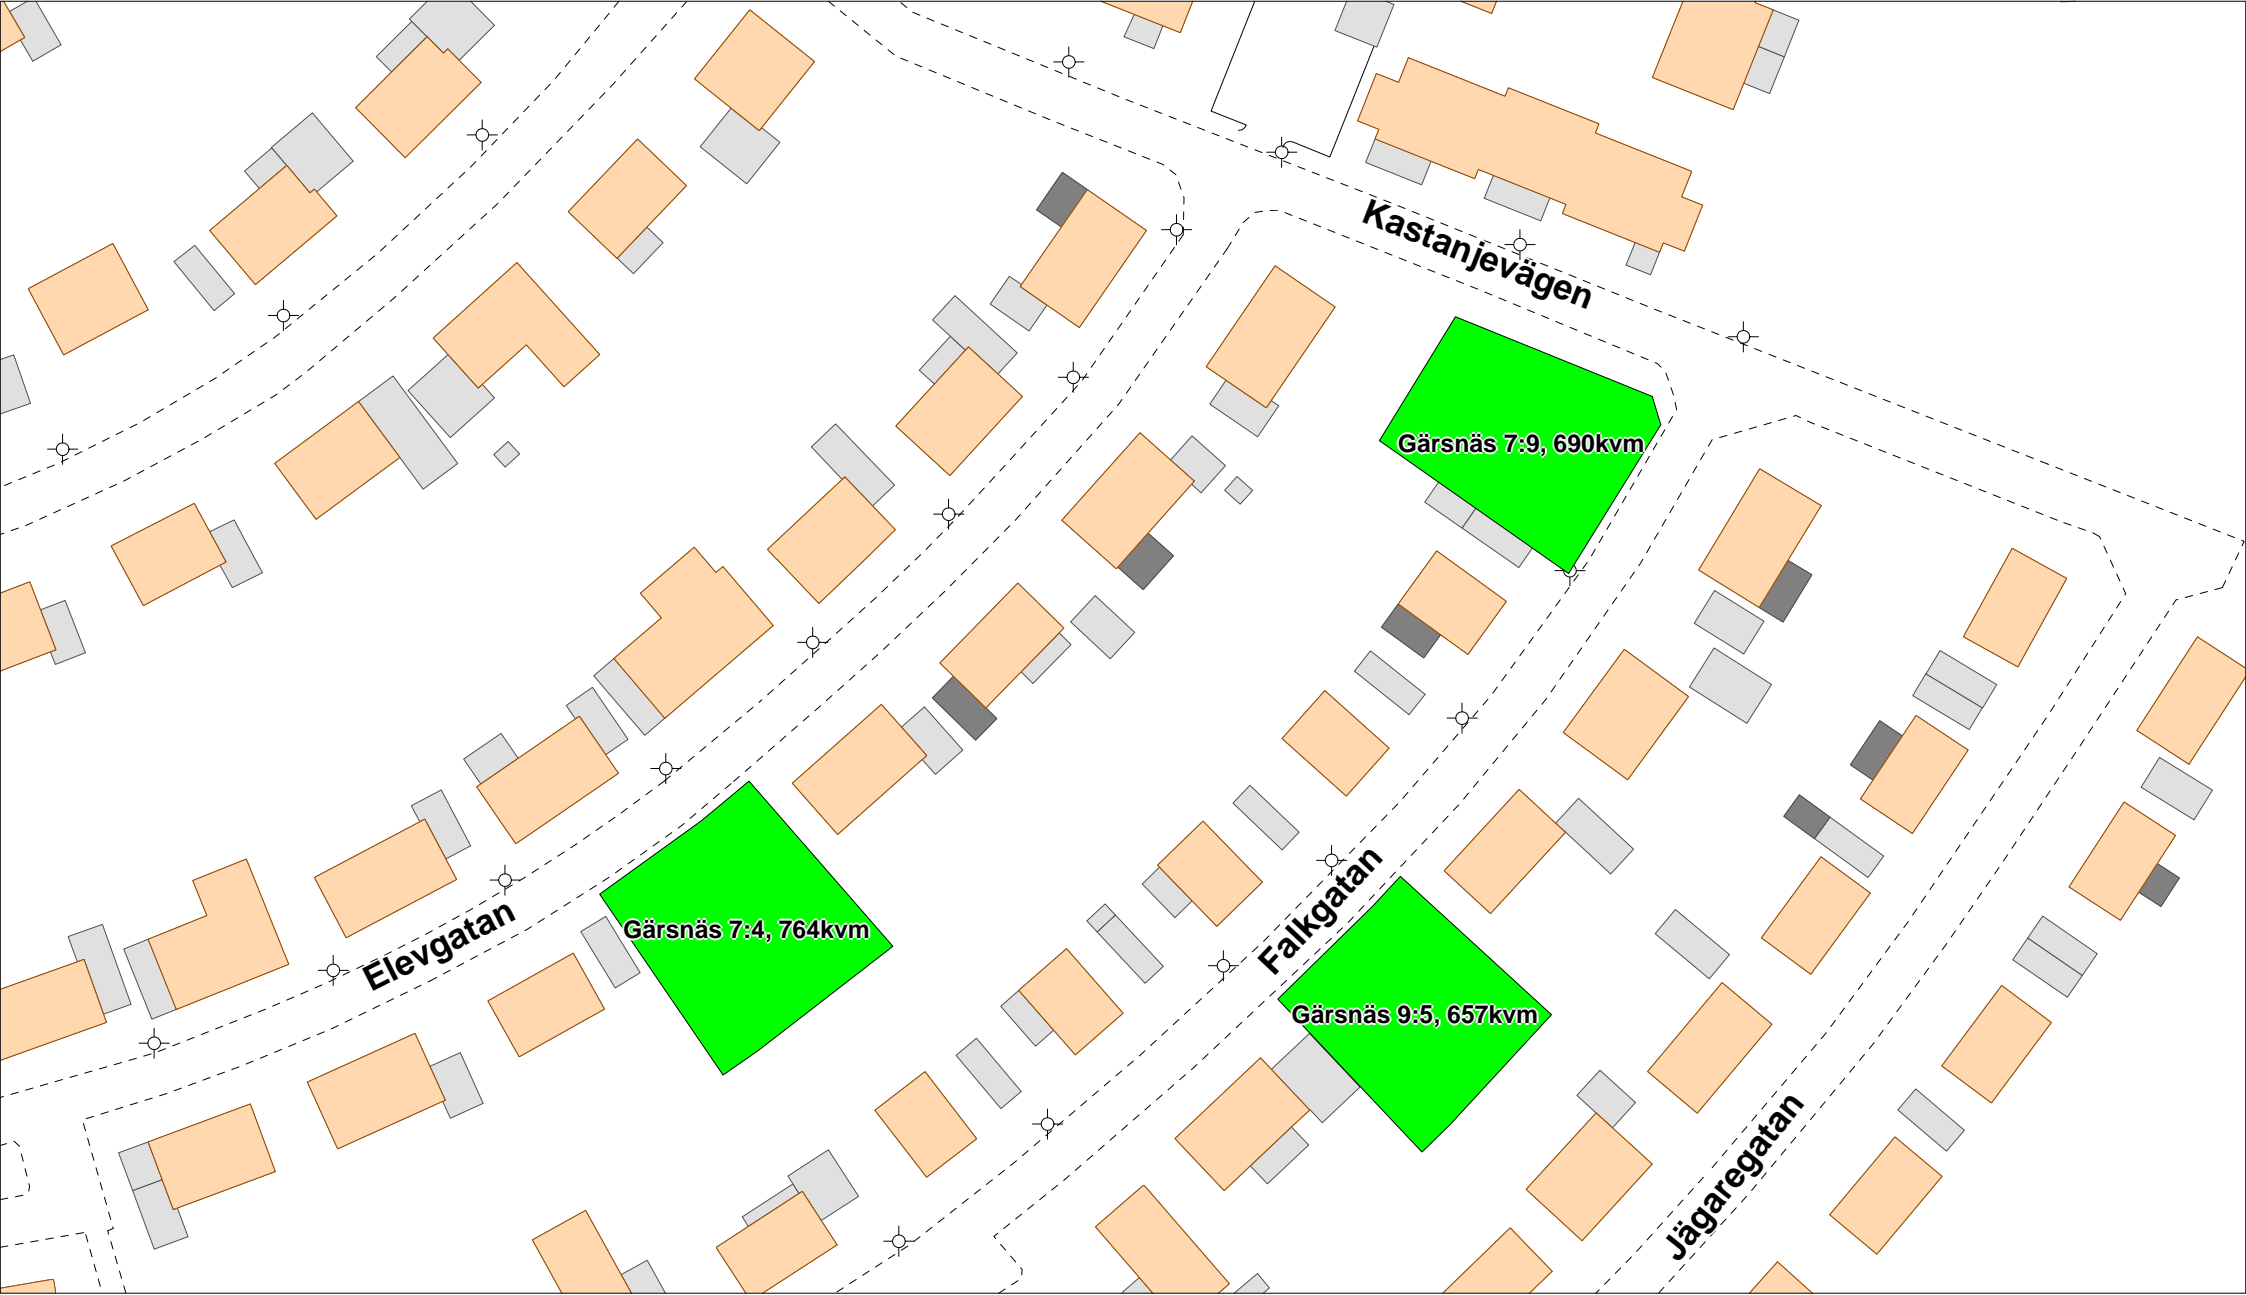 Kastanjevägen
Gärsnäs 7:9, 690kvm
Gärsnäs 7:4, 764kvm
Elevgatan
Falkgatan
Gärsnäs 9:5, 657kvm
Jägaregatan